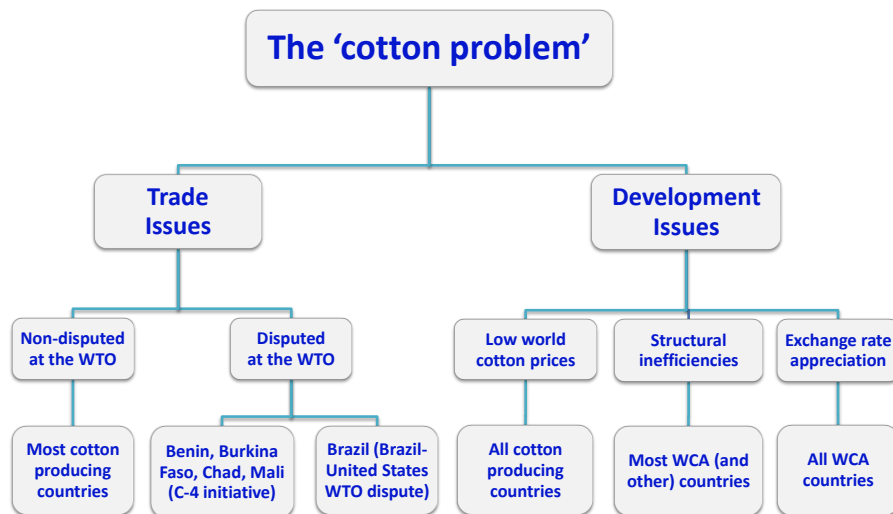 The ‘cotton problem’
Trade
Issues
Development
Issues
Non-disputed
at the WTO
Disputed
at the WTO
Low world
cotton prices
Structural
inefficiencies
Exchange rate
appreciation
Most cotton
producing
countries
Benin, Burkina
Faso, Chad, Mali
(C-4 initiative)
Brazil (Brazil-
United States
WTO dispute)
All cotton
producing
countries
Most WCA (and
other) countries
All WCA
countries